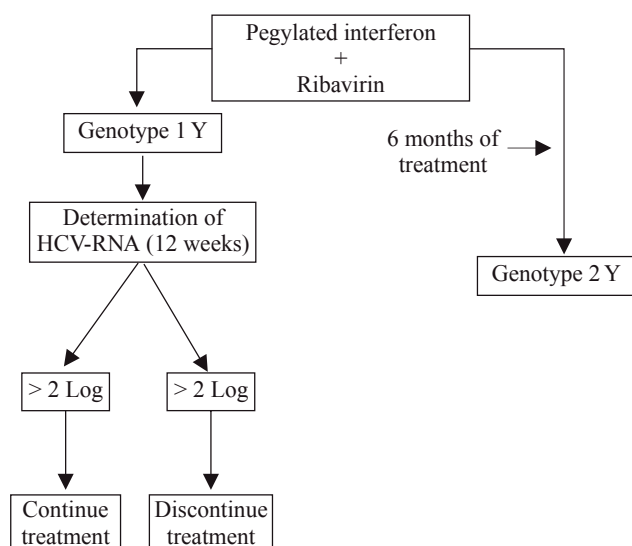 Pegylated interferon
+
Ribavirin
Genotype 1 Y
6 months of
treatment
Determination of
HCV-RNA (12 weeks)
Genotype 2 Y
> 2 Log
> 2 Log
Continue
treatment
Discontinue
treatment